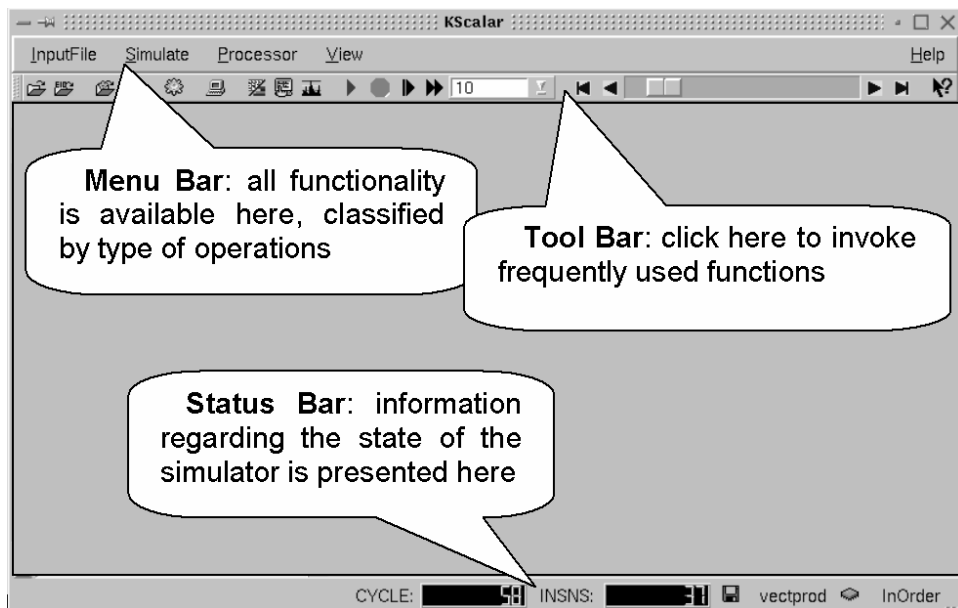 KScalar
InputFile Simulate Processor View Help
10
Menu Bar: all functionality
is available here, classified
by type of operations
Tool Bar: click here to invoke
frequently used functions
Status Bar: information
regarding the state of the
simulator is presented here
CYCLE: 58 INSNS: 37 vectprod InOrder